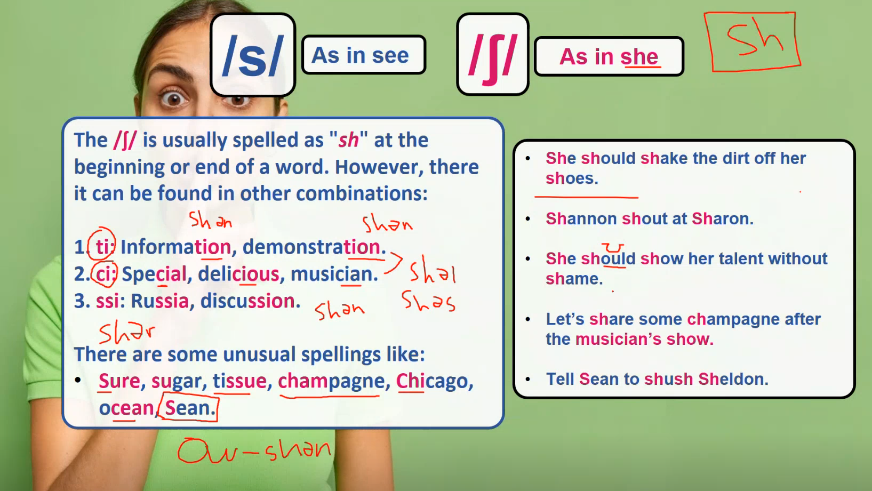 /s/ As in see /ʃ/ As in she sh
The /ʃ/ is usually spelled as "sh" at the
beginning or end of a word. However, there
it can be found in other combinations:
shən shən
1. ti: Information, demonstration.
2. ci: Special, delicious, musician.
shəl
3. ssi: Russia, discussion.
shən shəs
shər
There are some unusual spellings like:
• Sure, sugar, tissue, champagne, Chicago,
ocean, Sean.
ou-shən
• She should shake the dirt off her
shoes.
• Shannon shout at Sharon.
• She should show her talent without
shame.
• Let's share some champagne after
the musician's show.
• Tell Sean to shush Sheldon.